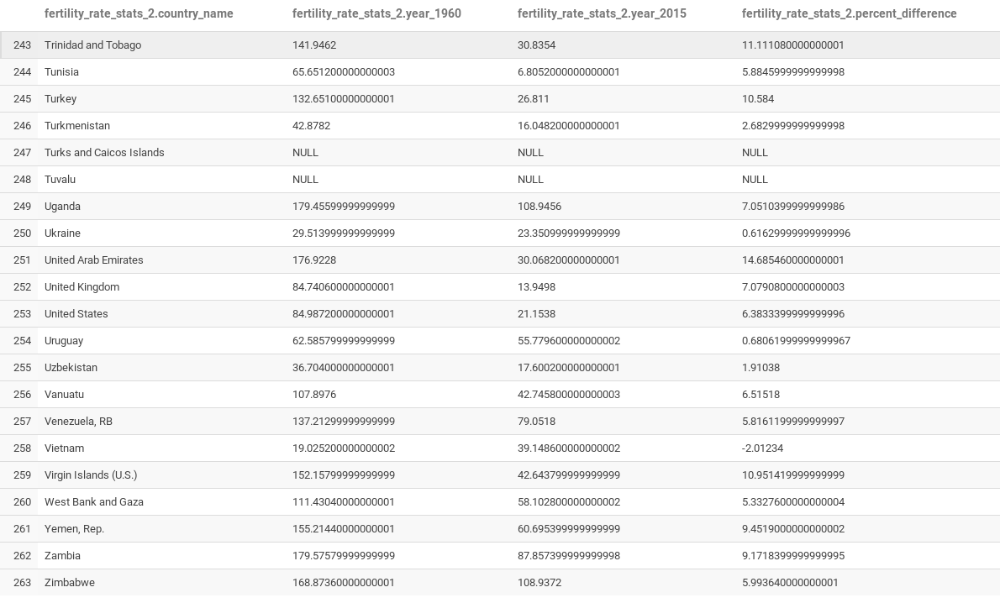 fertility_rate_stats_2.country_name fertility_rate_stats_2.year_1960 fertility_rate_stats_2.year_2015 fertility_rate_stats_2.percent_difference
243 Trinidad and Tobago 141.9462 30.8354 11.111080000000001
244 Tunisia 65.651200000000003 6.8052000000000001 5.8845999999999998
245 Turkey 132.65100000000001 26.811 10.584
246 Turkmenistan 42.8782 16.048200000000001 2.6829999999999998
247 Turks and Caicos Islands NULL NULL NULL
248 Tuvalu NULL NULL NULL
249 Uganda 179.45599999999999 108.9456 7.0510399999999986
250 Ukraine 29.513999999999999 23.350999999999999 0.61629999999999996
251 United Arab Emirates 176.9228 30.068200000000001 14.685460000000001
252 United Kingdom 84.740600000000001 13.9498 7.0790800000000003
253 United States 84.987200000000001 21.1538 6.3833399999999996
254 Uruguay 62.585799999999999 55.779600000000002 0.68061999999999967
255 Uzbekistan 36.704000000000001 17.600200000000001 1.91038
256 Vanuatu 107.8976 42.745800000000003 6.51518
257 Venezuela, RB 137.21299999999999 79.0518 5.8161199999999997
258 Vietnam 19.025200000000002 39.148600000000002 -2.01234
259 Virgin Islands (U.S.) 152.15799999999999 42.643799999999999 10.951419999999999
260 West Bank and Gaza 111.43040000000001 58.102800000000002 5.3327600000000004
261 Yemen, Rep. 155.21440000000001 60.695399999999999 9.4519000000000002
262 Zambia 179.57579999999999 87.857399999999998 9.1718399999999995
263 Zimbabwe 168.87360000000001 108.9372 5.993640000000001